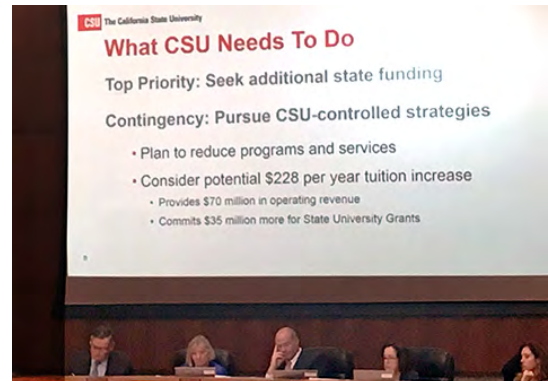 CSU The California State University
What CSU Needs To Do
Top Priority: Seek additional state funding
Contingency: Pursue CSU-controlled strategies
• Plan to reduce programs and services
• Consider potential $228 per year tuition increase
• Provides $70 million in operating revenue
• Commits $35 million more for State University Grants